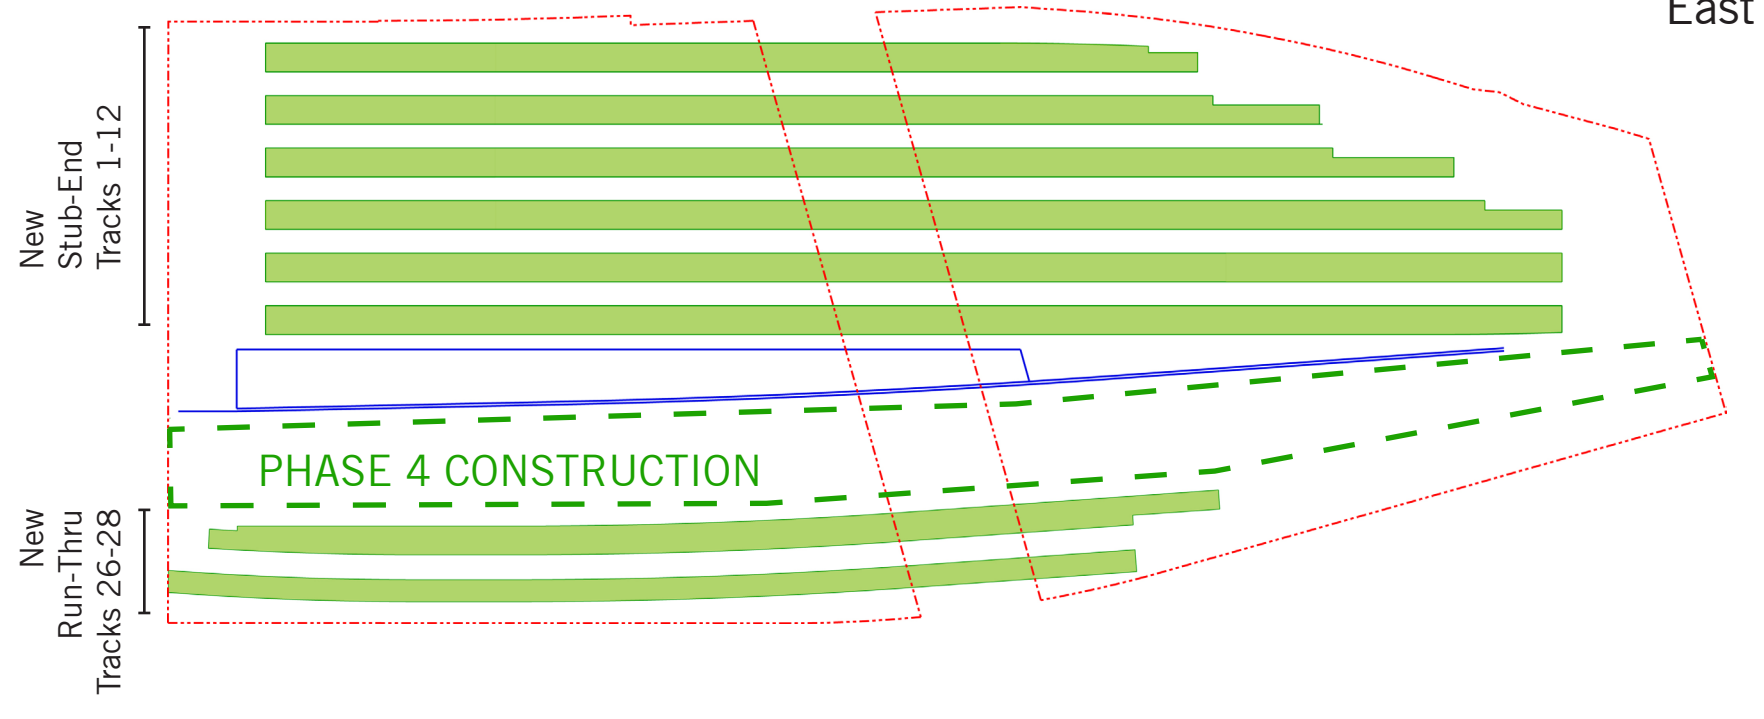 East
New
Stub-End
Tracks 1-12
PHASE 4 CONSTRUCTION
New
Run-Thru
Tracks 26-28